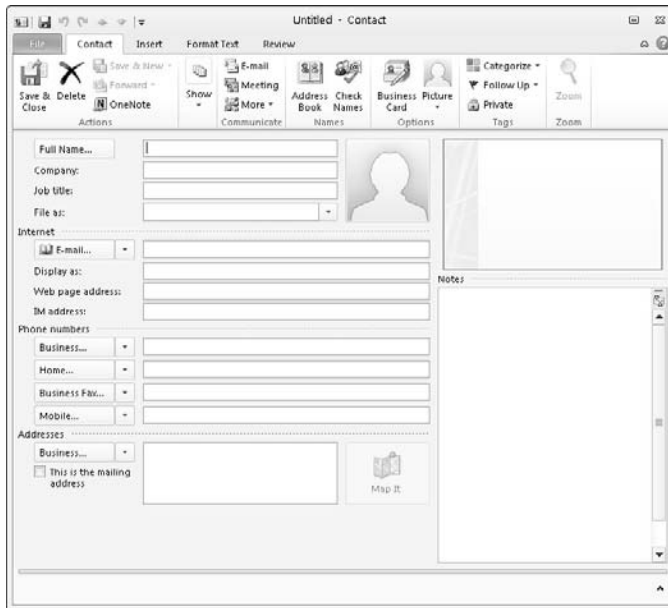 Untitled - Contact
File Contact Insert Format Text Review
Save & Close
Delete
Save & New
Forward
OneNote
Actions
Show
E-mail
Meeting
More
Communicate
Address Book
Check Names
Names
Business Card
Picture
Options
Categorize
Follow Up
Private
Tags
Zoom
Zoom
Full Name...
Company:
Job title:
File as:
Internet
E-mail...
Display as:
Web page address:
IM address:
Phone numbers
Business...
Home...
Business Fax...
Mobile...
Addresses
Business...
This is the mailing
address
Map It
Notes